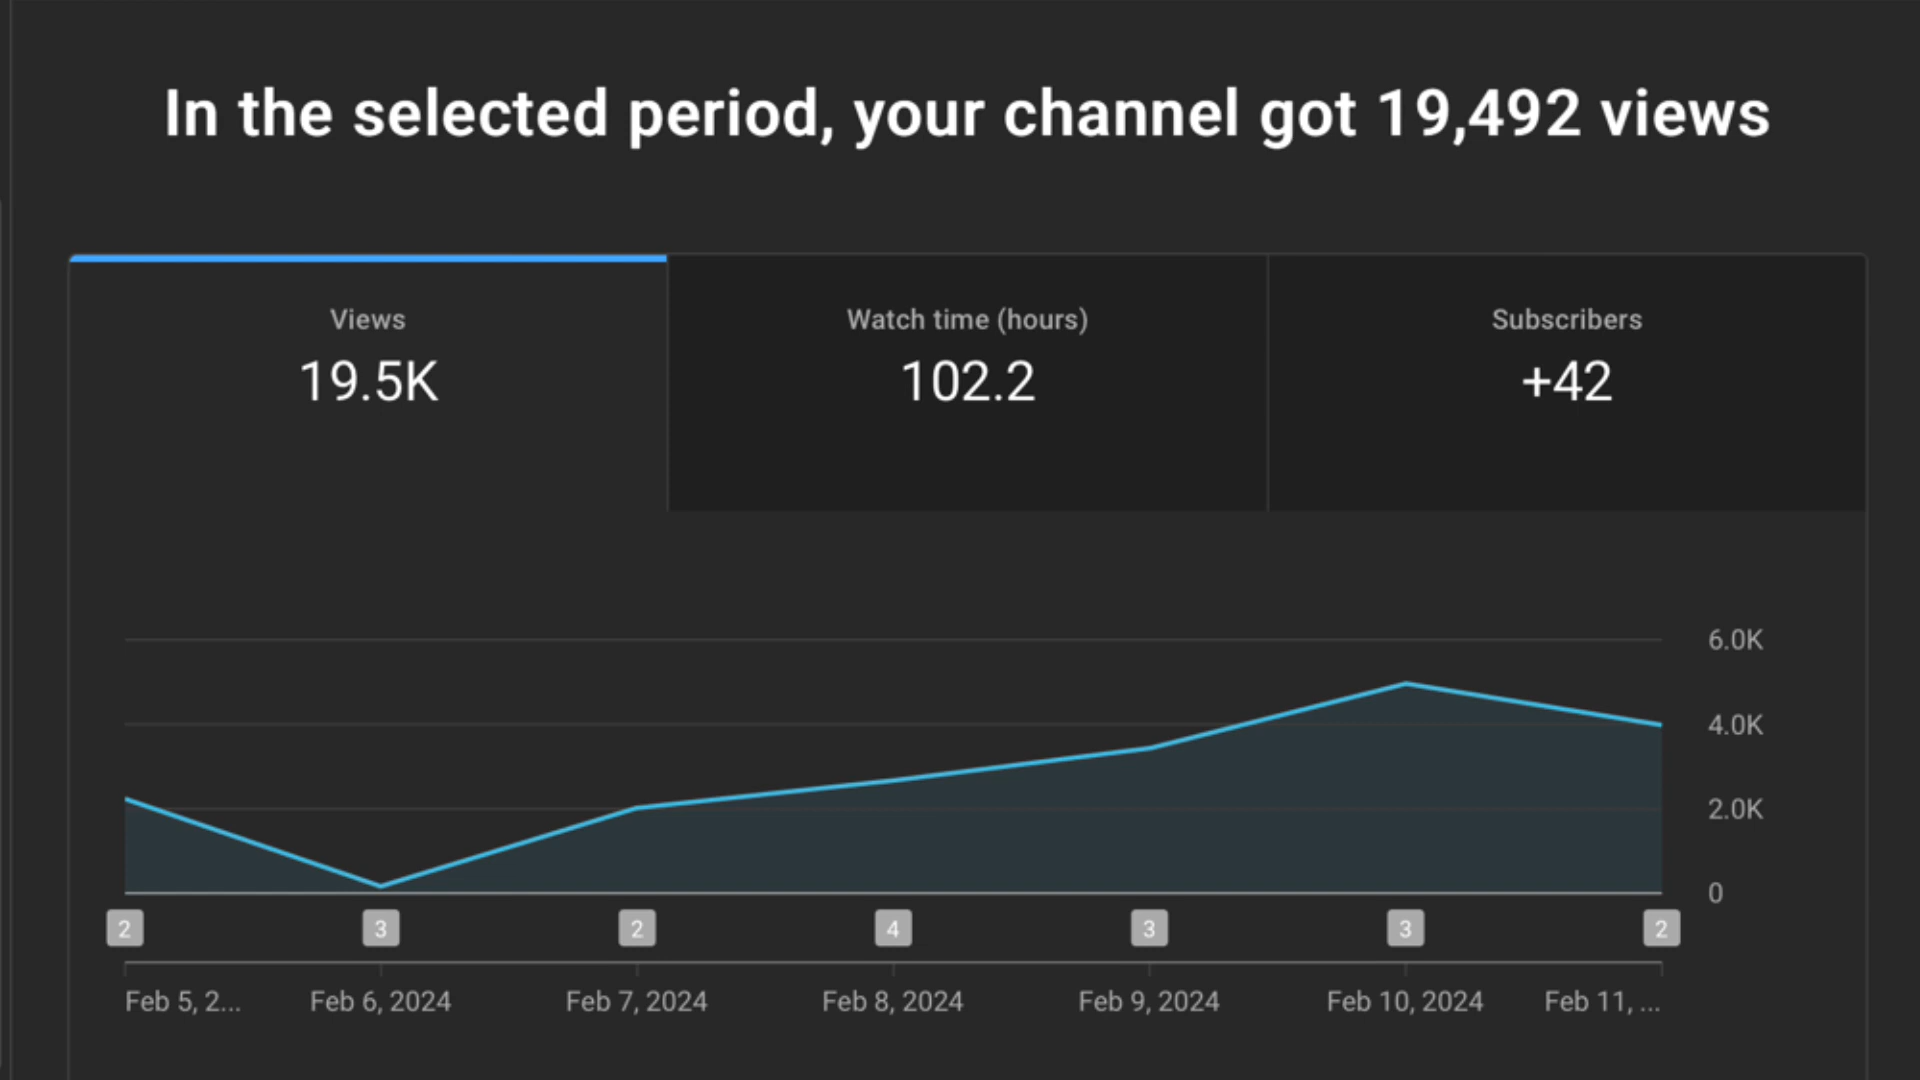 In the selected period, your channel got 19,492 views
Views
19.5K
Watch time (hours)
102.2
Subscribers
+42
6.0K
4.0K
2.0K
0
2 3 2 4 3 3 2
Feb 5, 2... Feb 6, 2024 Feb 7, 2024 Feb 8, 2024 Feb 9, 2024 Feb 10, 2024 Feb 11, ...